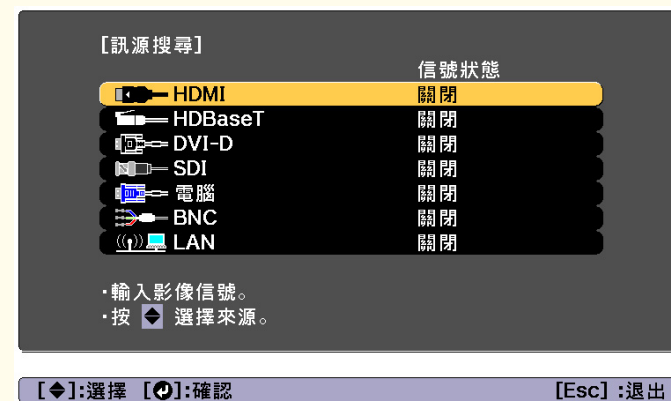 [訊源搜尋]
信號狀態
HDMI 關閉
HDBaseT 關閉
DVI-D 關閉
SDI 關閉
電腦 關閉
BNC 關閉
LAN 關閉
·輸入影像信號。
·按 選擇來源。
[◆]:選擇 [↵]:確認 [Esc] :退出